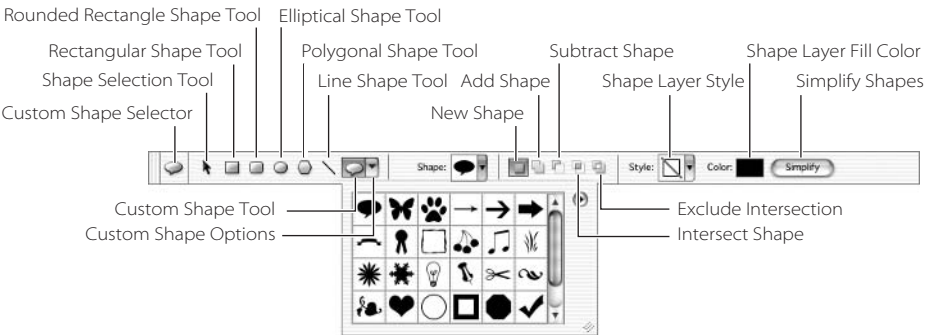 Rounded Rectangle Shape Tool
Elliptical Shape Tool
Rectangular Shape Tool
Polygonal Shape Tool
Subtract Shape
Shape Layer Fill Color
Shape Selection Tool
Line Shape Tool
Add Shape
Shape Layer Style
Simplify Shapes
Custom Shape Selector
New Shape
Shape:
Style:
Color:
Simplify
Custom Shape Tool
Exclude Intersection
Custom Shape Options
Intersect Shape